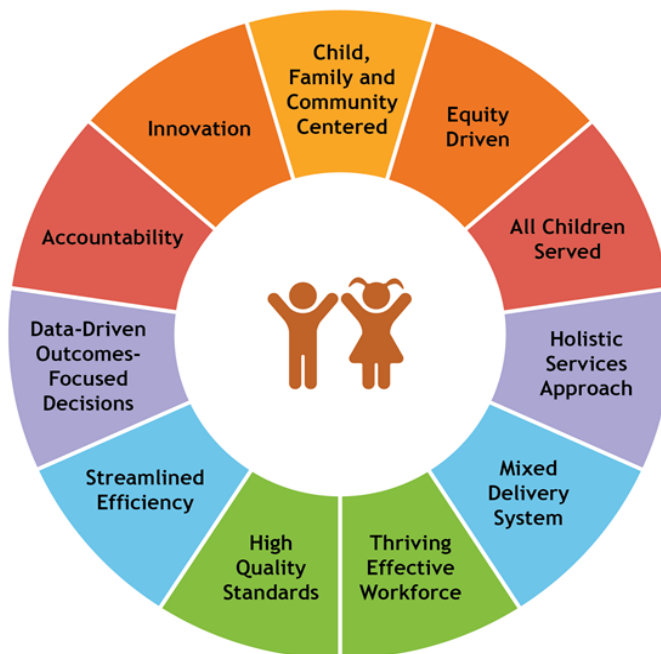 Child,
Family and
Community
Centered
Equity
Driven
All Children
Served
Holistic
Services
Approach
Mixed
Delivery
System
Thriving
Effective
Workforce
High
Quality
Standards
Streamlined
Efficiency
Data-Driven
Outcomes-
Focused
Decisions
Accountability
Innovation